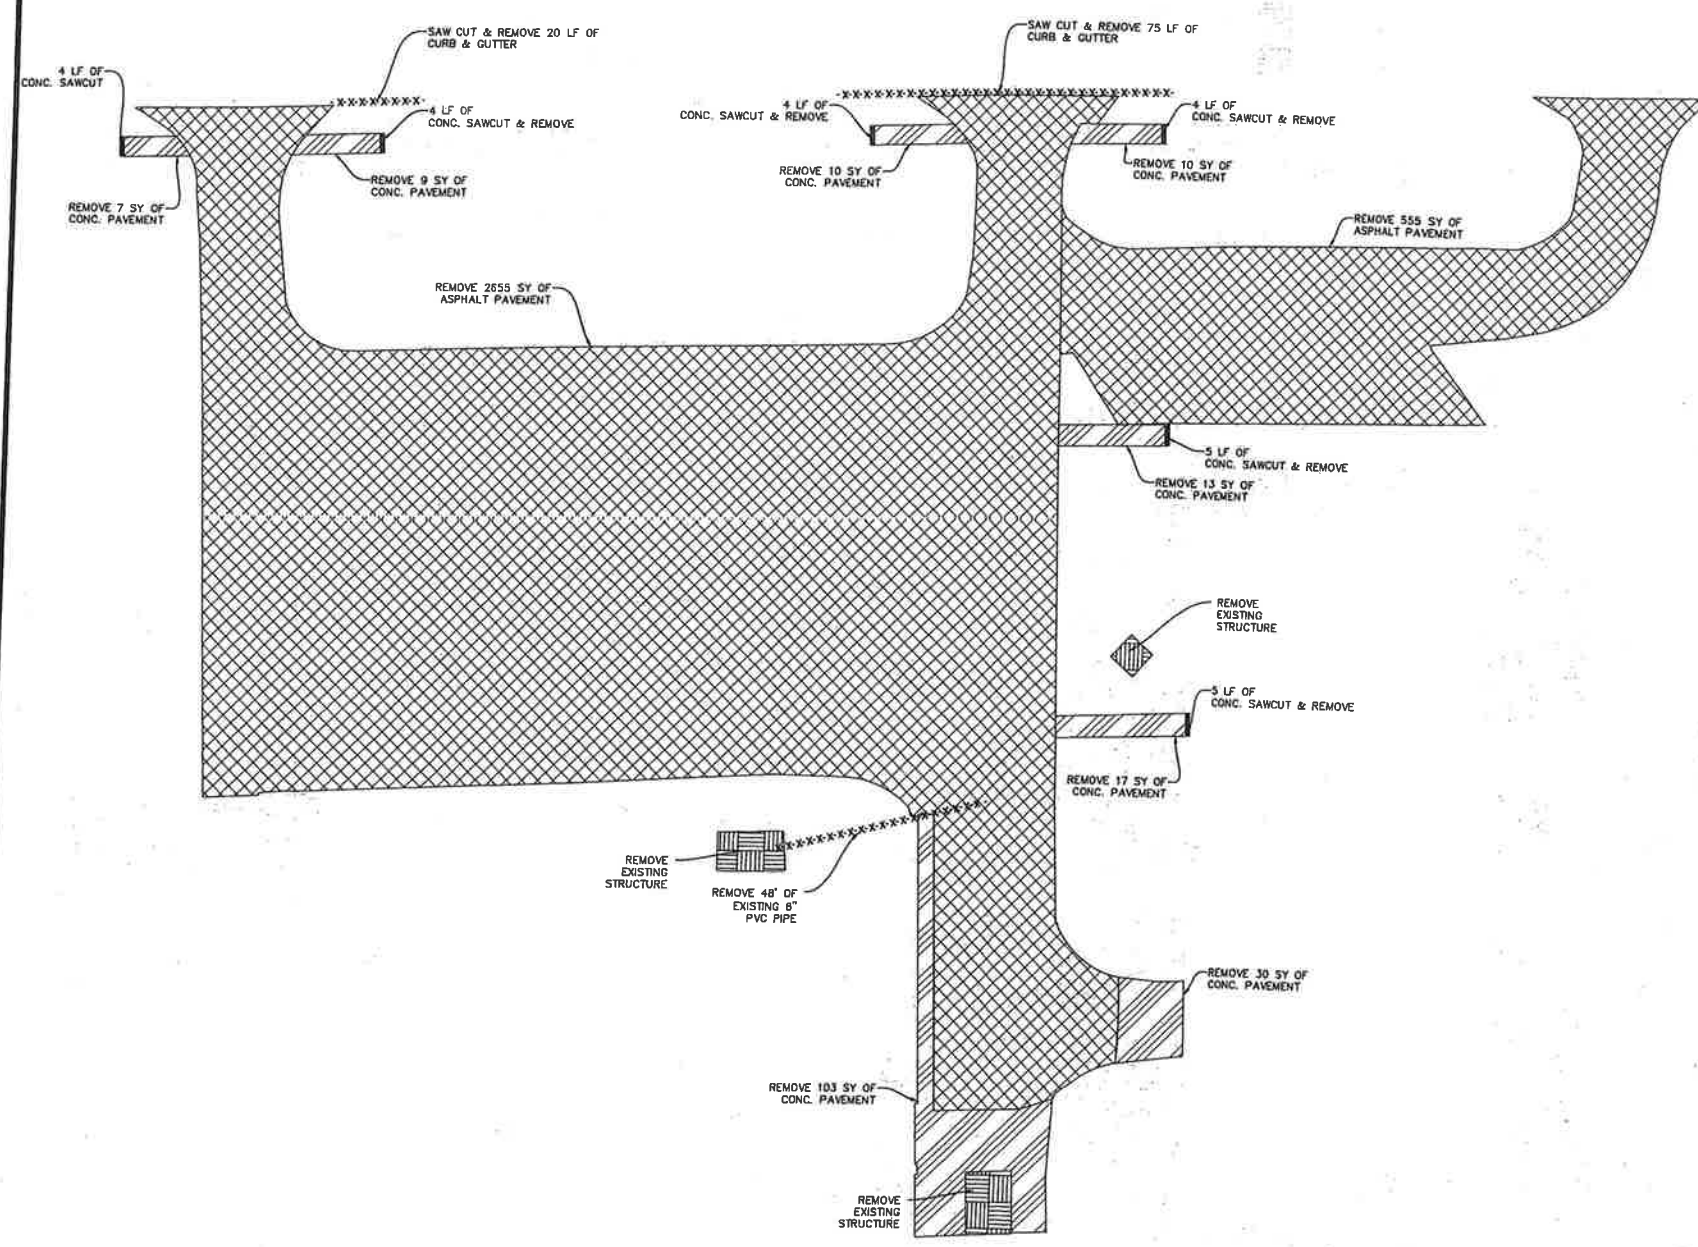 SAW CUT & REMOVE 20 LF OF
CURB & GUTTER
SAW CUT & REMOVE 75 LF OF
CURB & GUTTER
4 LF OF
CONC. SAWCUT
4 LF OF
CONC. SAWCUT & REMOVE
4 LF OF
CONC. SAWCUT & REMOVE
4 LF OF
CONC. SAWCUT & REMOVE
REMOVE 7 SY OF
CONC. PAVEMENT
REMOVE 9 SY OF
CONC. PAVEMENT
REMOVE 10 SY OF
CONC. PAVEMENT
REMOVE 10 SY OF
CONC. PAVEMENT
REMOVE 555 SY OF
ASPHALT PAVEMENT
REMOVE 2655 SY OF
ASPHALT PAVEMENT
5 LF OF
CONC. SAWCUT & REMOVE
REMOVE 13 SY OF
CONC. PAVEMENT
REMOVE
EXISTING
STRUCTURE
5 LF OF
CONC. SAWCUT & REMOVE
REMOVE 17 SY OF
CONC. PAVEMENT
REMOVE
EXISTING
STRUCTURE
REMOVE 48' OF
EXISTING 8"
PVC PIPE
REMOVE 30 SY OF
CONC. PAVEMENT
REMOVE 103 SY OF
CONC. PAVEMENT
REMOVE
EXISTING
STRUCTURE